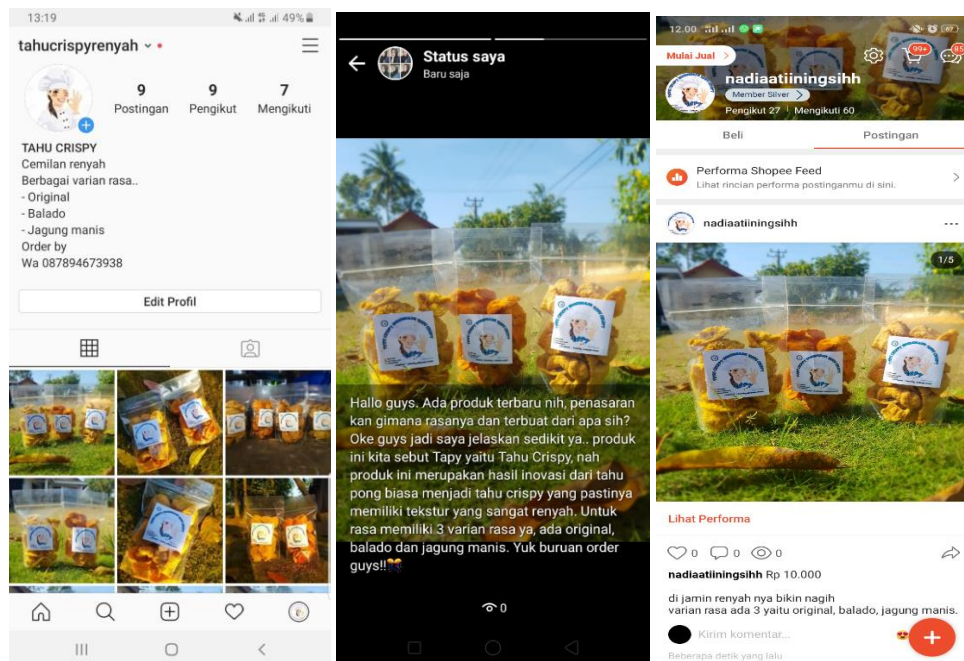 13:19
49%
tahucrispyrenyah
9
9
7
Postingan
Pengikut
Mengikuti
TAHU CRISPY
Cemilan renyah
Berbagai varian rasa..
- Original
- Balado
- Jagung manis
Order by
Wa 087894673938
Edit Profil
Status saya
Baru saja
Hallo guys. Ada produk terbaru nih, penasaran
kan gimana rasanya dan terbuat dari apa sih?
Oke guys jadi saya jelaskan sedikit ya.. produk
ini kita sebut Tapy yaitu Tahu Crispy, nah
produk ini merupakan hasil inovasi dari tahu
pong biasa menjadi tahu crispy yang pastinya
memiliki tekstur yang sangat renyah. Untuk
rasa memiliki 3 varian rasa ya, ada original,
balado dan jagung manis. Yuk buruan order
guys!!
0
12.00
67
Mulai Jual >
99+
85
nadiaatiiningsihh
Member Silver >
Pengikut 27 | Mengikuti 60
Beli
Postingan
Performa Shopee Feed
Lihat rincian performa postinganmu di sini.
nadiaatiiningsihh
1/5
Lihat Performa
0 0 0
nadiaatiiningsihh Rp 10.000
di jamin renyah nya bikin nagih
varian rasa ada 3 yaitu original, balado, jagung manis.
Kirim komentar...
Beberapa detik yang lalu